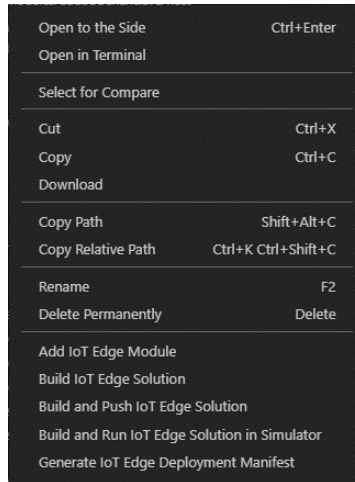 Open to the Side Ctrl+Enter
Open in Terminal
Select for Compare
Cut Ctrl+X
Copy Ctrl+C
Download
Copy Path Shift+Alt+C
Copy Relative Path Ctrl+K Ctrl+Shift+C
Rename F2
Delete Permanently Delete
Add IoT Edge Module
Build IoT Edge Solution
Build and Push IoT Edge Solution
Build and Run IoT Edge Solution in Simulator
Generate IoT Edge Deployment Manifest